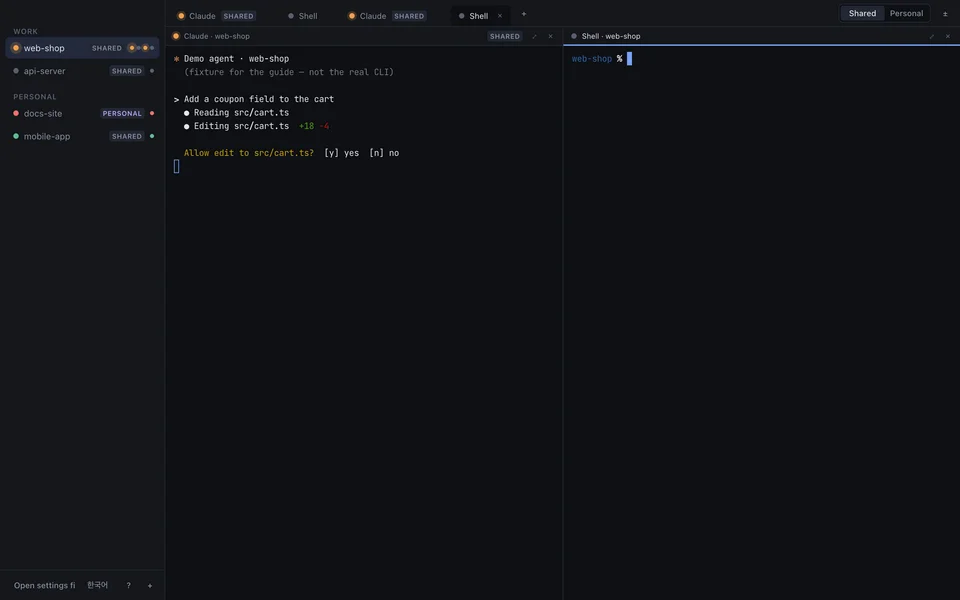 Claude SHARED Shell Claude SHARED Shell × +
Shared Personal ±
WORK
web-shop SHARED
api-server SHARED
PERSONAL
docs-site PERSONAL
mobile-app SHARED
Open settings fi 한국어 ? +
Claude · web-shop SHARED ×
✻ Demo agent · web-shop
(fixture for the guide — not the real CLI)
> Add a coupon field to the cart
● Reading src/cart.ts
● Editing src/cart.ts +18 -4
Allow edit to src/cart.ts? [y] yes [n] no
Shell · web-shop ×
web-shop %